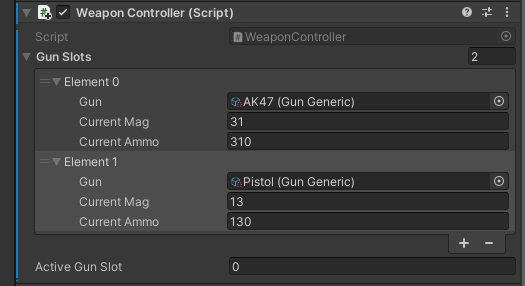 Weapon Controller (Script)
Script WeaponController
Gun Slots 2
Element 0
Gun AK47 (Gun Generic)
Current Mag 31
Current Ammo 310
Element 1
Gun Pistol (Gun Generic)
Current Mag 13
Current Ammo 130
+ −
Active Gun Slot 0